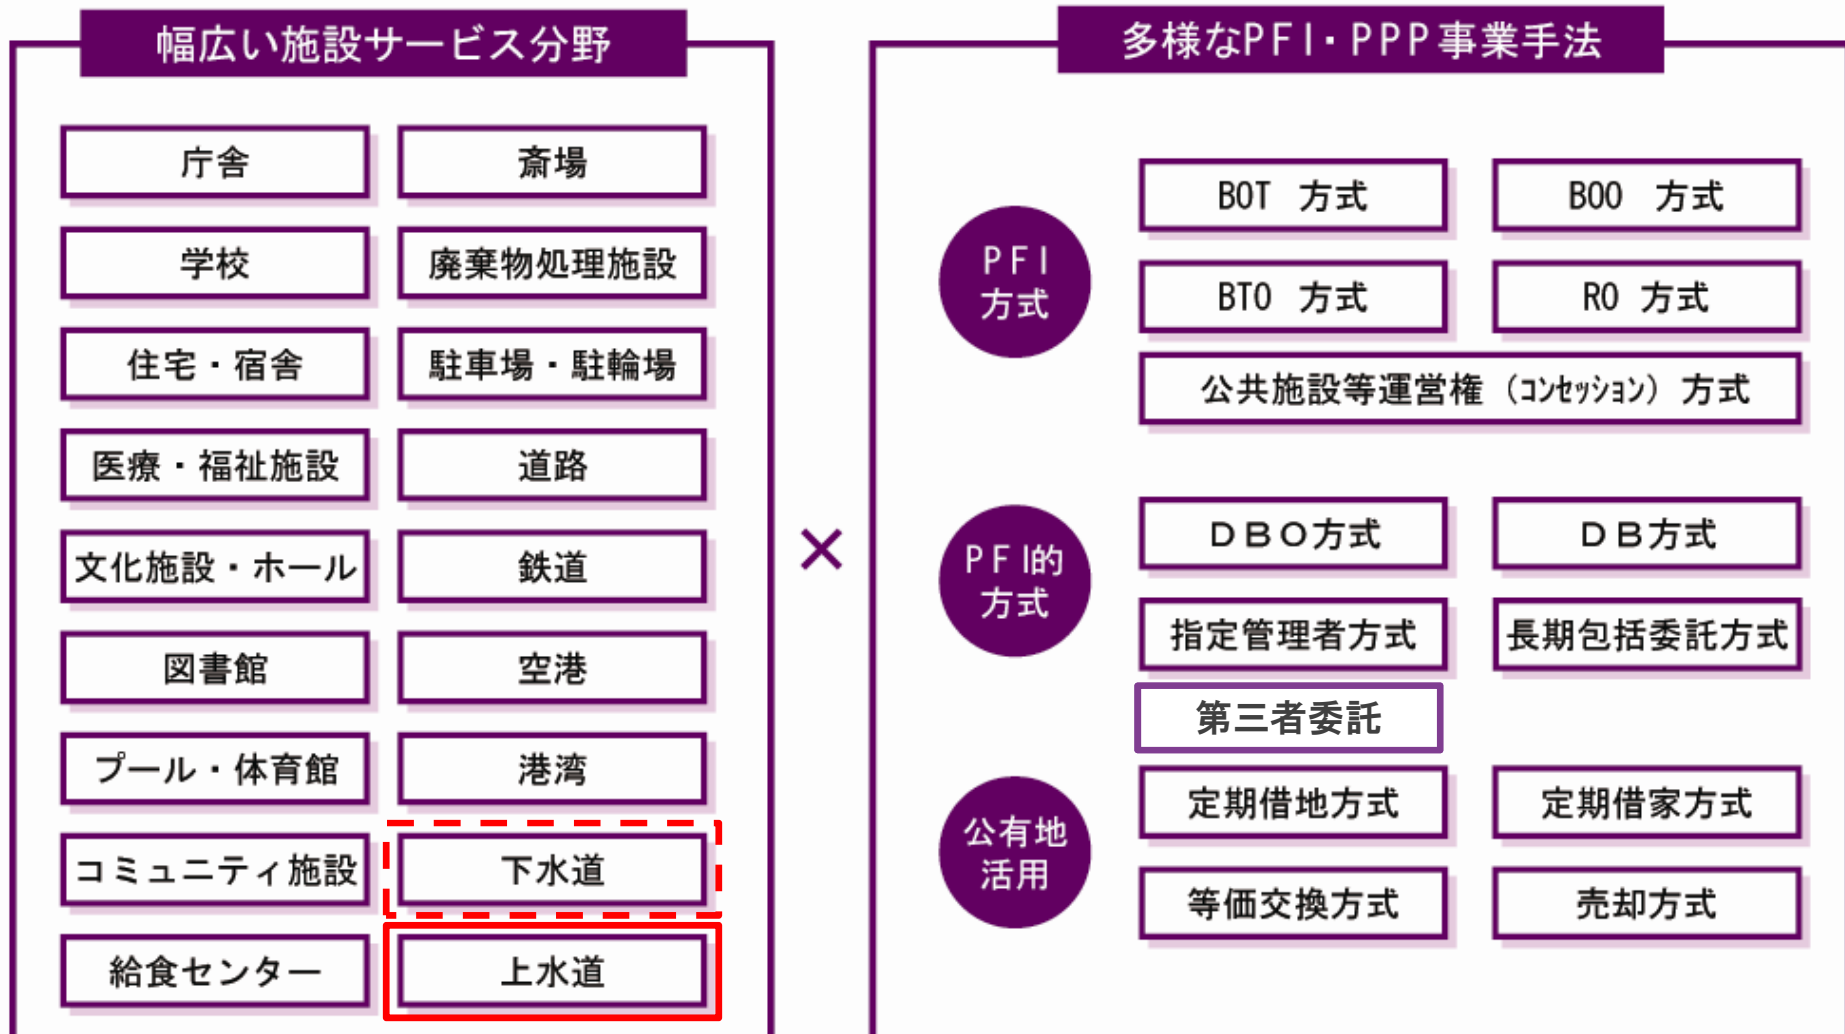 幅広い施設サービス分野
庁舎
斎場
学校
廃棄物処理施設
住宅・宿舎
駐車場・駐輪場
医療・福祉施設
道路
文化施設・ホール
鉄道
図書館
空港
プール・体育館
港湾
コミュニティ施設
下水道
給食センター
上水道
×
多様なPFI・PPP事業手法
PFI
方式
BOT 方式
BOO 方式
BTO 方式
RO 方式
公共施設等運営権（ｺﾝｾｯｼｮﾝ）方式
PFI的
方式
ＤＢＯ方式
ＤＢ方式
指定管理者方式
長期包括委託方式
第三者委託
公有地
活用
定期借地方式
定期借家方式
等価交換方式
売却方式